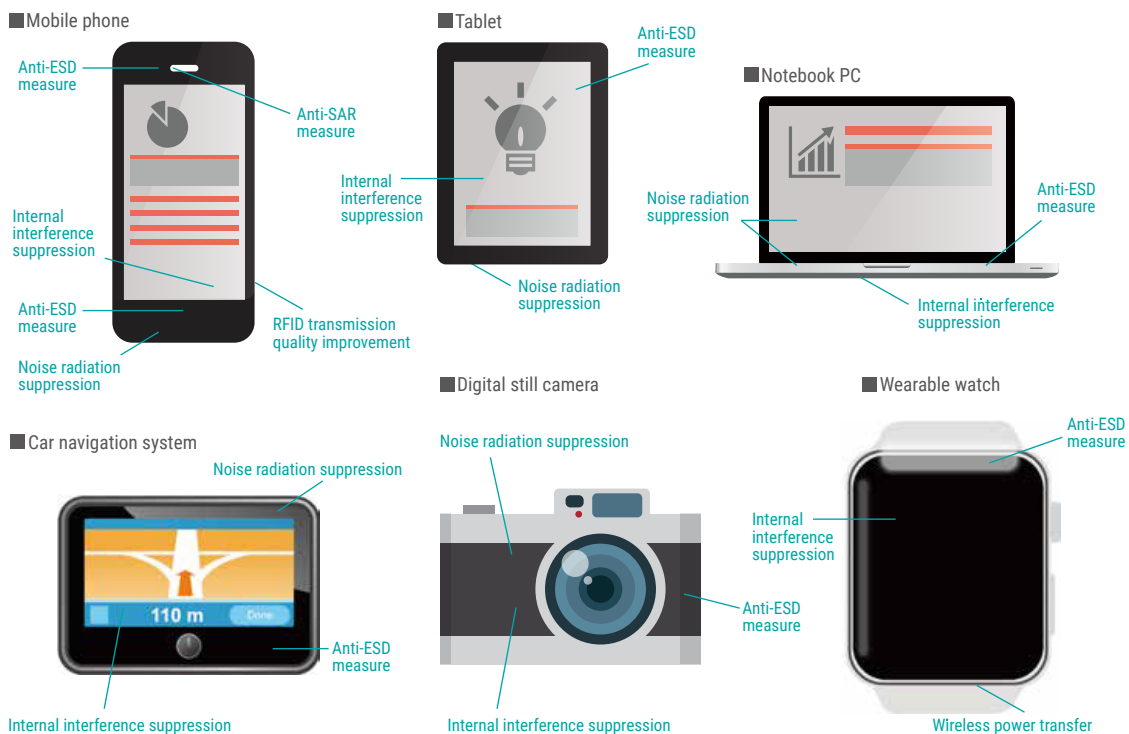 Mobile phone
Anti-ESD
measure
Anti-SAR
measure
Internal
interference
suppression
Anti-ESD
measure
Noise radiation
suppression
RFID transmission
quality improvement
Tablet
Anti-ESD
measure
Internal
interference
suppression
Noise radiation
suppression
Notebook PC
Noise radiation
suppression
Anti-ESD
measure
Internal interference
suppression
Car navigation system
Noise radiation suppression
110 m
Done
Anti-ESD
measure
Internal interference suppression
Digital still camera
Noise radiation suppression
Anti-ESD
measure
Internal interference suppression
Wearable watch
Anti-ESD
measure
Internal
interference
suppression
Wireless power transfer